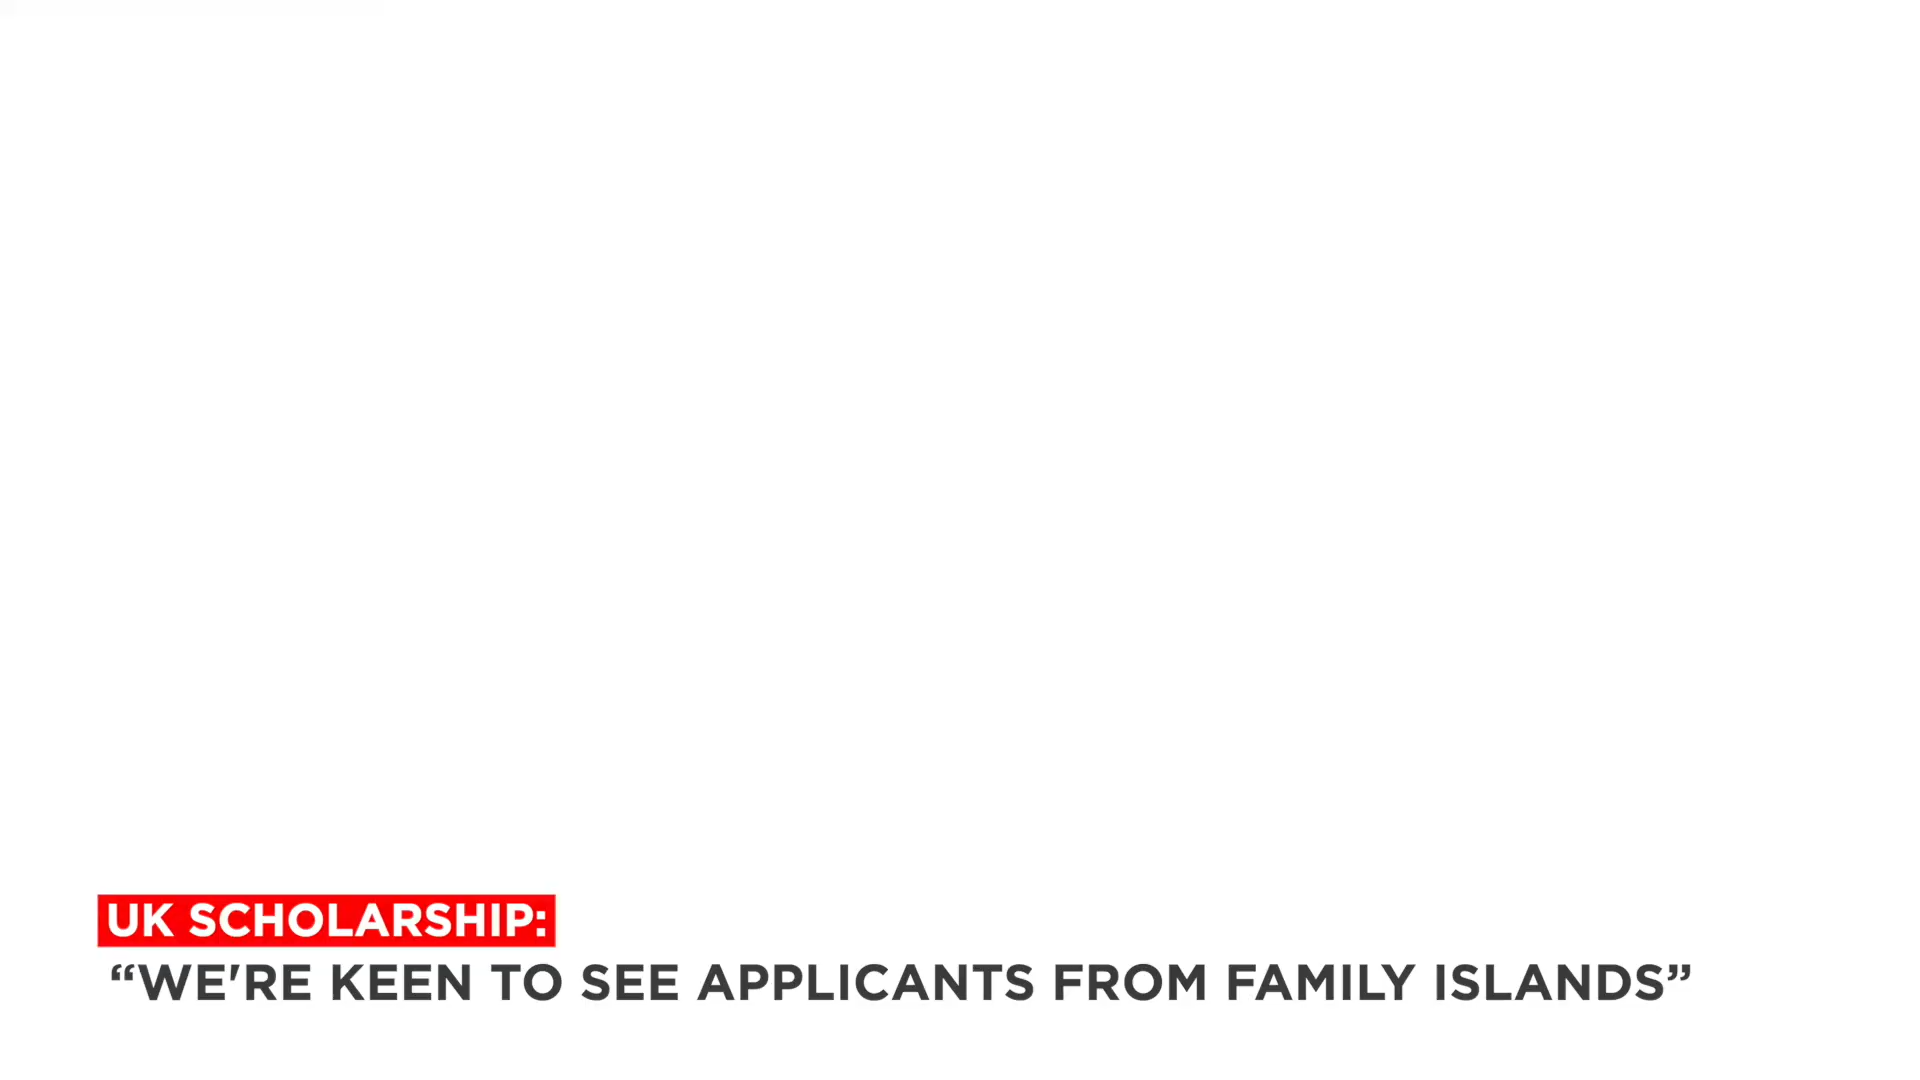 UK SCHOLARSHIP:
“WE'RE KEEN TO SEE APPLICANTS FROM FAMILY ISLANDS”